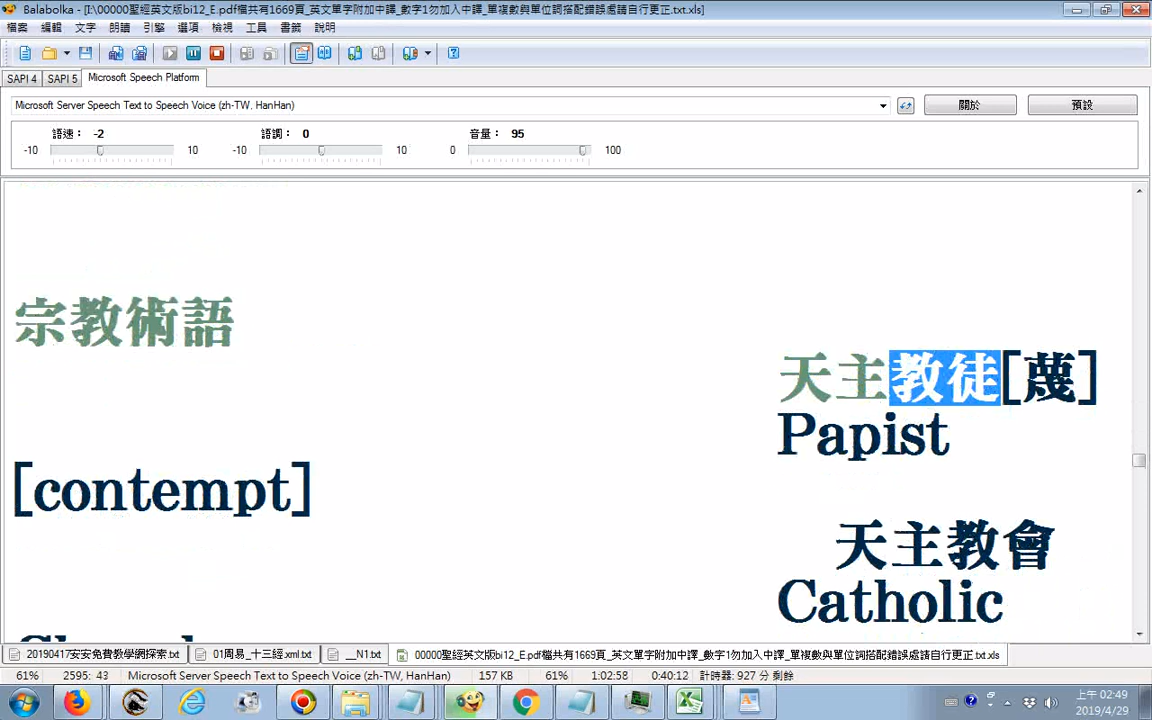 Balabolka - [I:\00000聖經英文版bi12_E.pdf檔共有1669頁_英文單字附加中譯_數字1勿加入中譯_單複數與單位詞搭配錯誤處請自行更正.txt.xls]
檔案 編輯 文字 朗讀 引擎 選項 檢視 工具 書籤 說明
SAPI 4 SAPI 5 Microsoft Speech Platform
Microsoft Server Speech Text to Speech Voice (zh-TW, HanHan) 關於 預設
語速： -2 語調： 0 音量： 95
-10 10 -10 10 0 100
宗教術語
天主教徒[蔑]
Papist
[contempt]
天主教會
Catholic
20190417安安免費教學網探索.txt 01周易_十三經.xml.txt __N1.txt 00000聖經英文版bi12_E.pdf檔共有1669頁_英文單字附加中譯_數字1勿加入中譯_單複數與單位詞搭配錯誤處請自行更正.txt.xls
61% 2595: 43 Microsoft Server Speech Text to Speech Voice (zh-TW, HanHan) 157 KB 61% 1:02:58 0:40:12 計時器: 927 分 剩餘
上午 02:49
2019/4/29